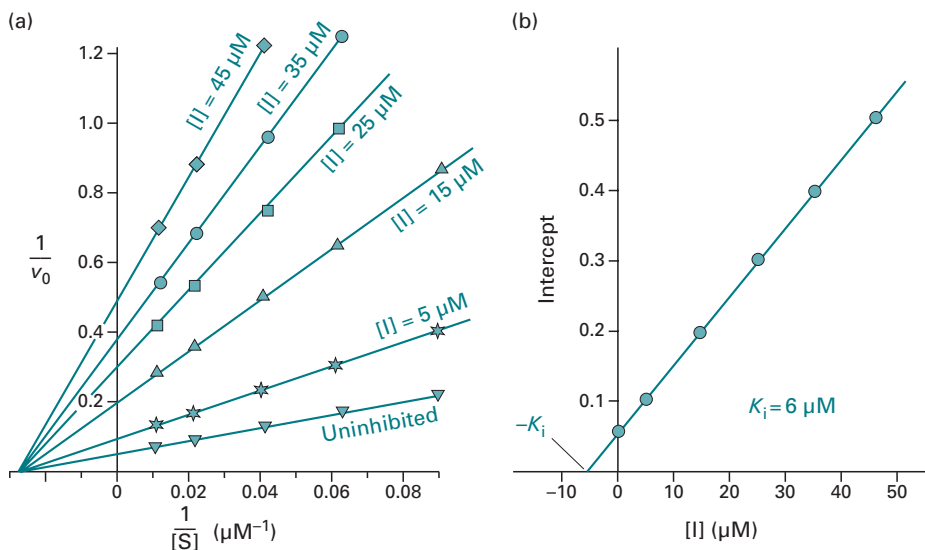 (a)
1.2
1.0
0.8
0.6
0.4
0.2
1
v₀
[I] = 45 μM
[I] = 35 μM
[I] = 25 μM
[I] = 15 μM
[I] = 5 μM
Uninhibited
0
0.02
0.04
0.06
0.08
1
[S]
(μM⁻¹)
(b)
Intercept
0.5
0.4
0.3
0.2
0.1
Kᵢ = 6 μM
–Kᵢ
–10
0
10
20
30
40
50
[I] (μM)